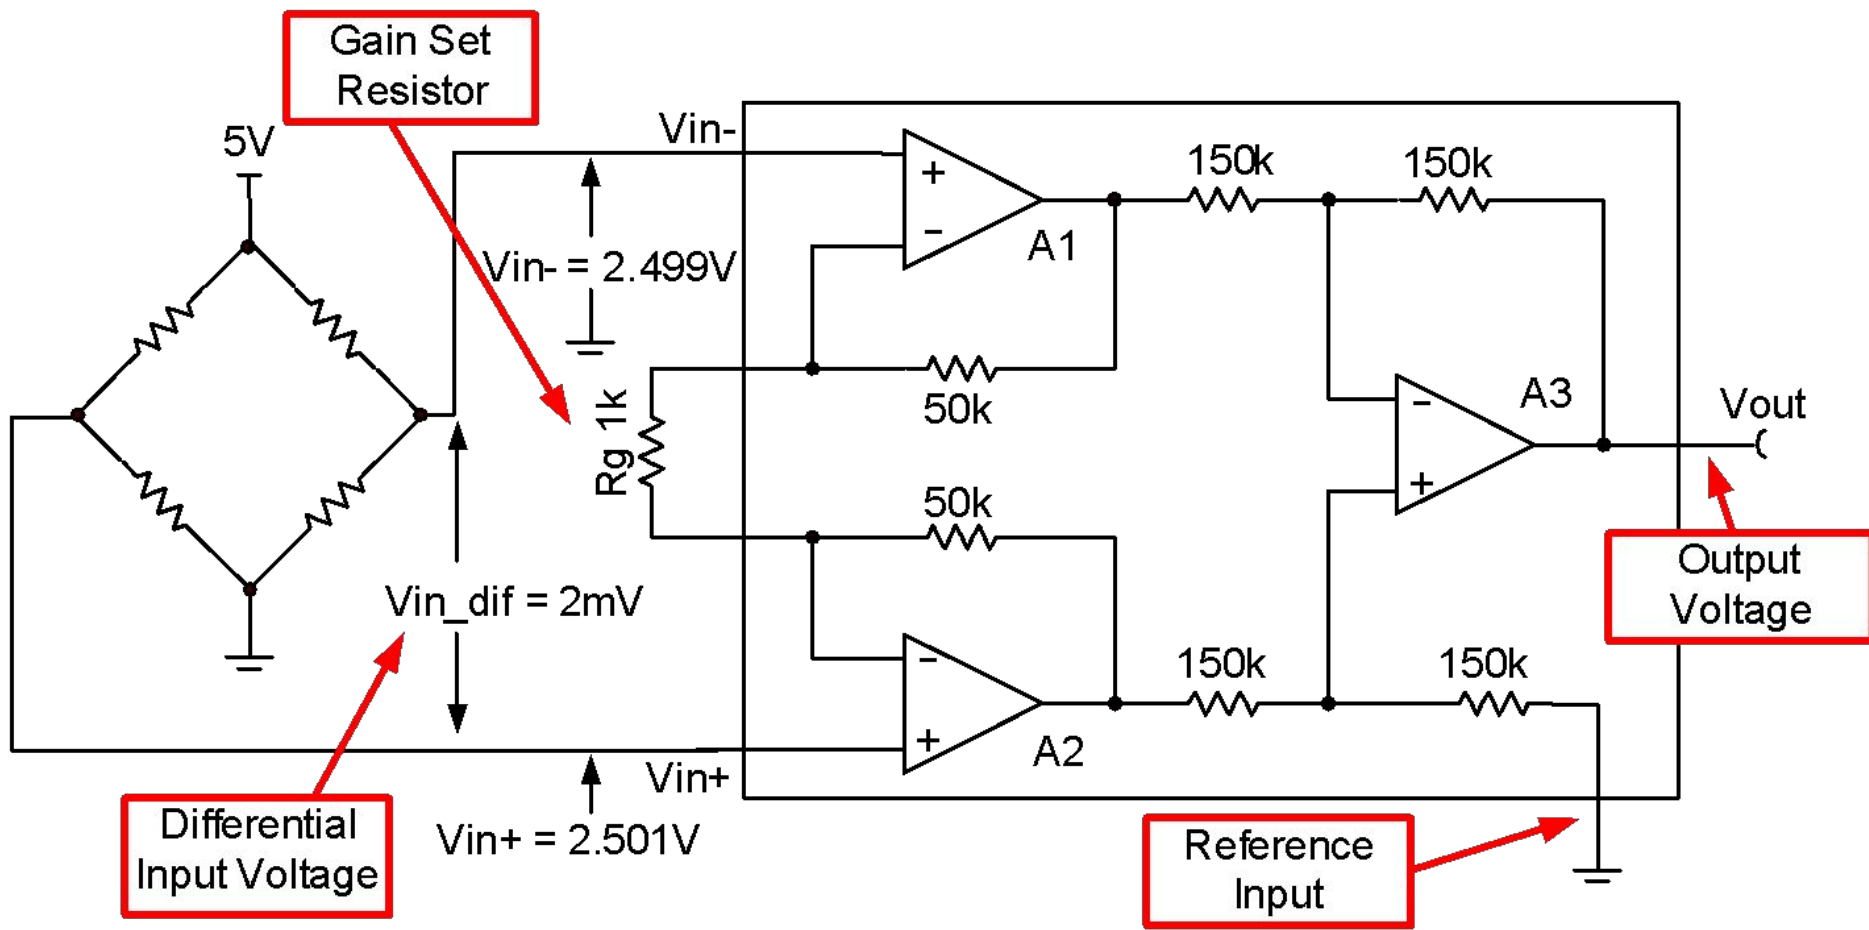 Gain Set
Resistor
5V
Vin-
150k
150k
+
-
A1
Vin- = 2.499V
50k
Rg 1k
A3
-
+
Vout
50k
Vin_dif = 2mV
Output
Voltage
150k
150k
-
+
A2
Vin+
Differential
Input Voltage
Vin+ = 2.501V
Reference
Input